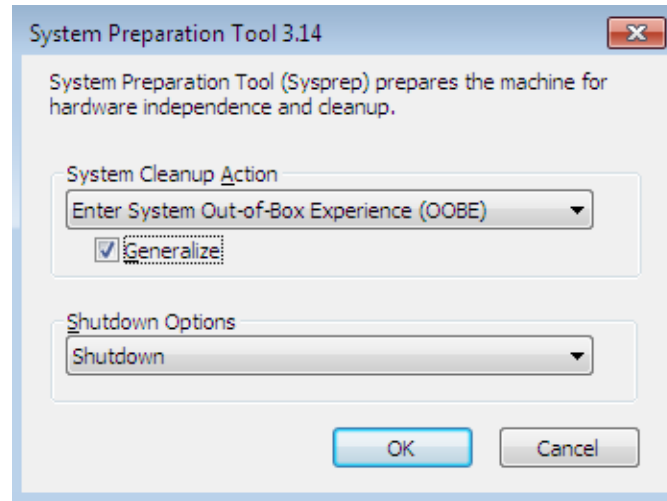 System Preparation Tool 3.14
System Preparation Tool (Sysprep) prepares the machine for
hardware independence and cleanup.
System Cleanup Action
Enter System Out-of-Box Experience (OOBE)
Generalize
Shutdown Options
Shutdown
OK Cancel